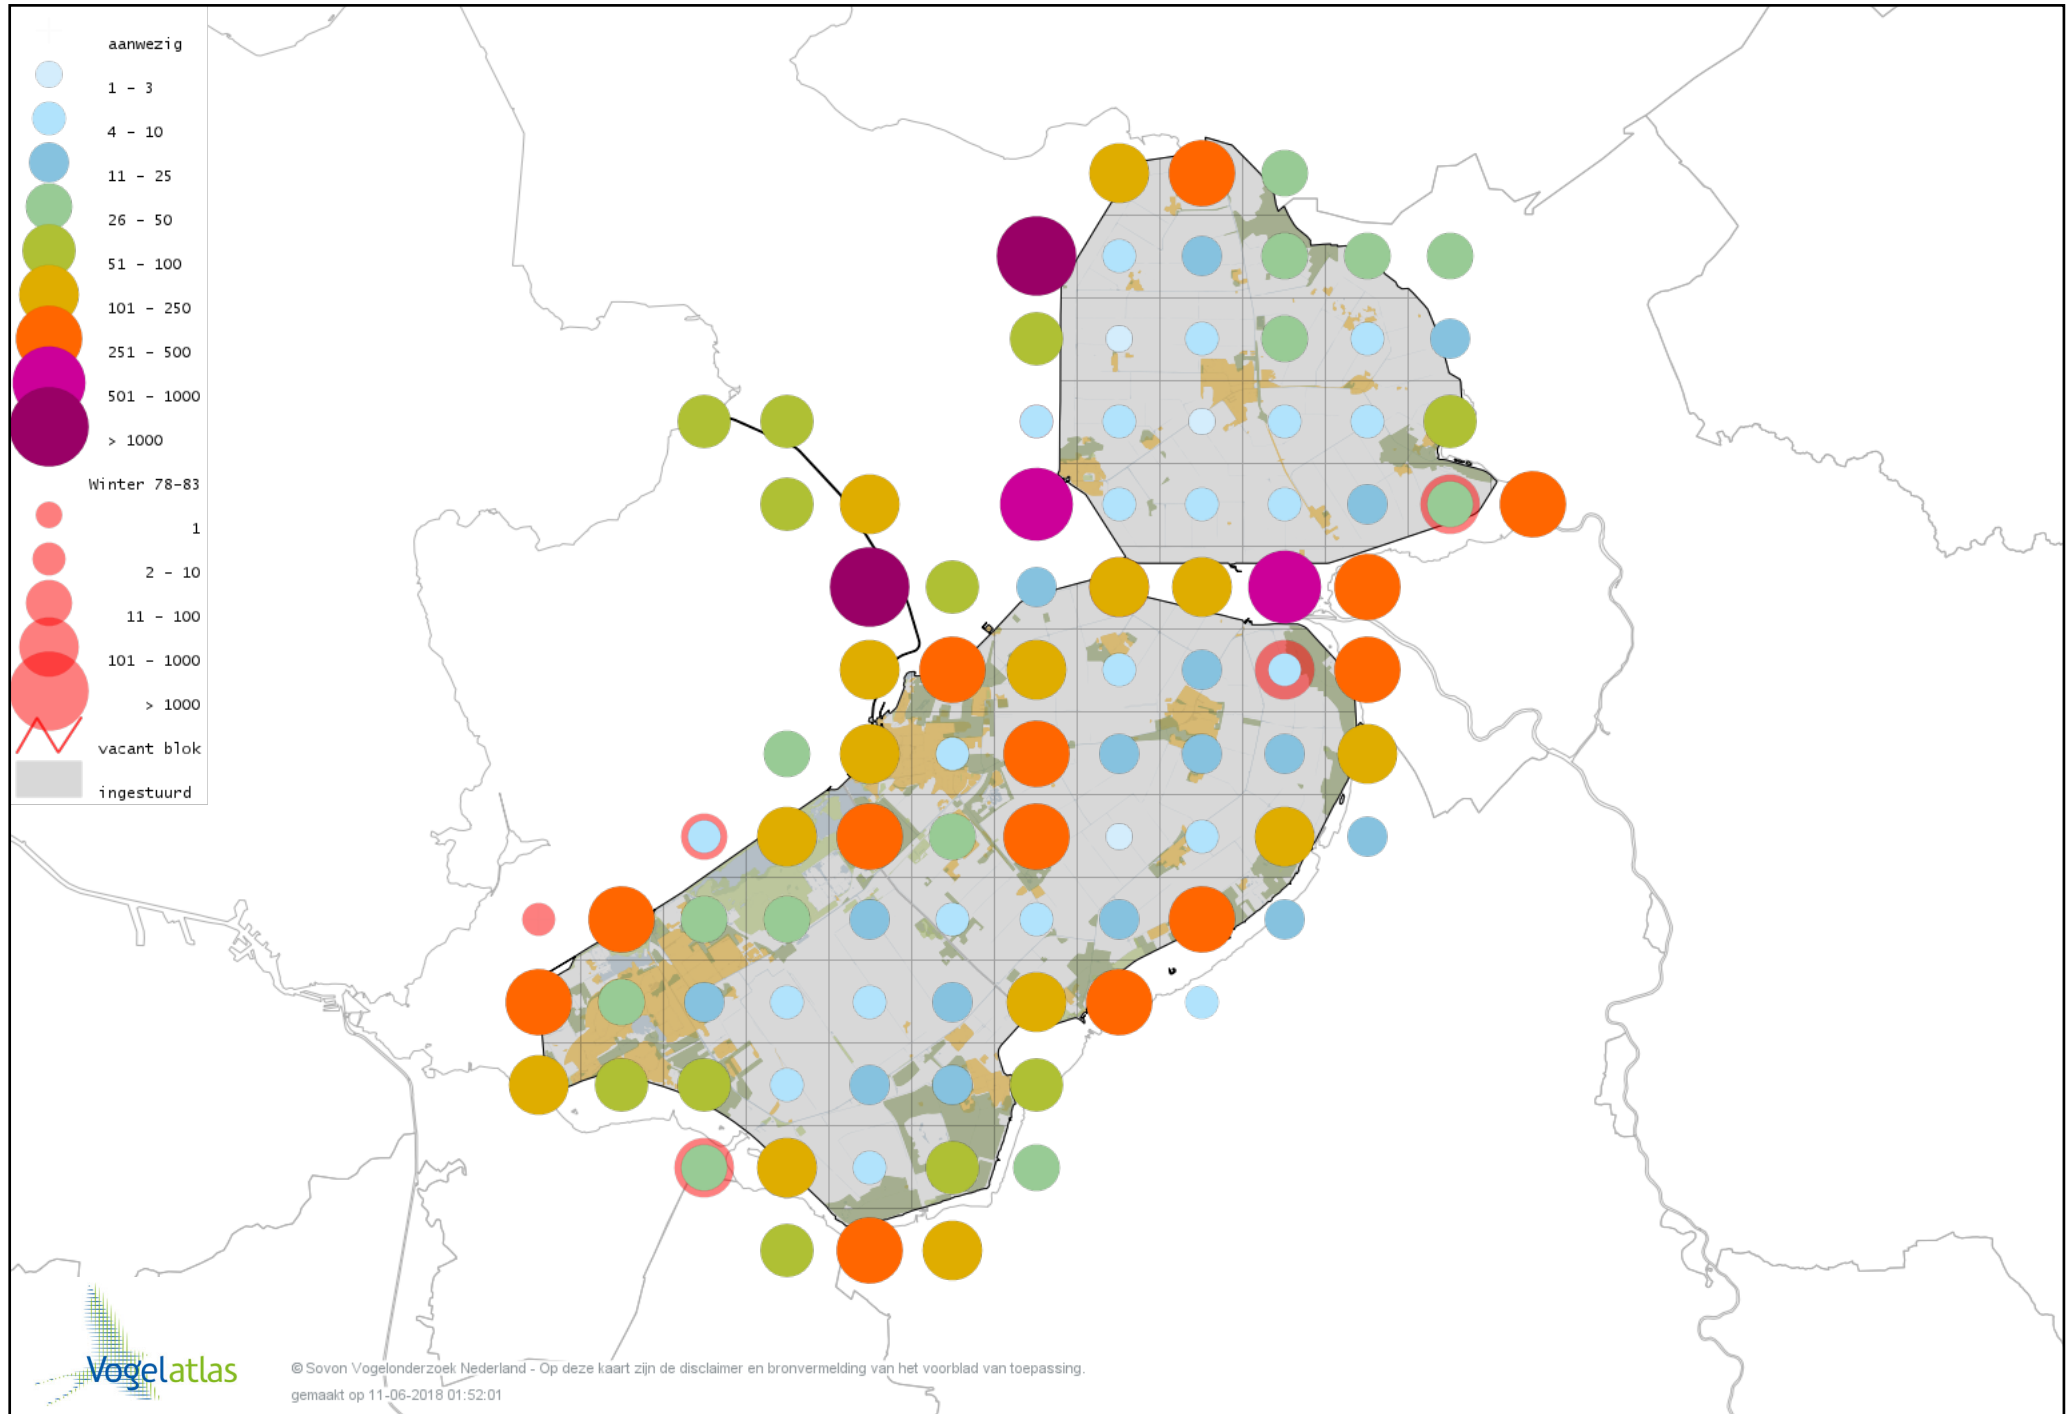 aanwezig
1 - 3
4 - 10
11 - 25
26 - 50
51 - 100
101 - 250
251 - 500
501 - 1000
> 1000
Winter 78-83
1
2 - 10
11 - 100
101 - 1000
> 1000
vacant blok
ingestuurd
Vogelatlas
© Sovon Vogelonderzoek Nederland - Op deze kaart zijn de disclaimer en bronvermelding van het voorblad van toepassing.
gemaakt op 11-06-2018 01:52:01